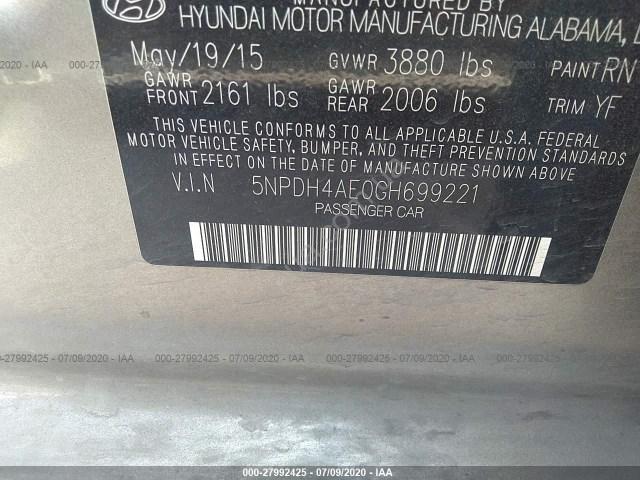 MANUFACTURED BY
HYUNDAI MOTOR MANUFACTURING ALABAMA,
May/19/15 GVWR 3880 lbs PAINT RN
GAWR FRONT 2161 lbs GAWR REAR 2006 lbs TRIM YF
THIS VEHICLE CONFORMS TO ALL APPLICABLE U.S.A. FEDERAL
MOTOR VEHICLE SAFETY, BUMPER, AND THEFT PREVENTION STANDARDS
IN EFFECT ON THE DATE OF MANUFACTURE SHOWN ABOVE.
V.I.N 5NPDH4AE0GH699221
PASSENGER CAR
000-27992425 - 07/09/2020 - IAA
000-27992425 - 07/09/2020 - IAA